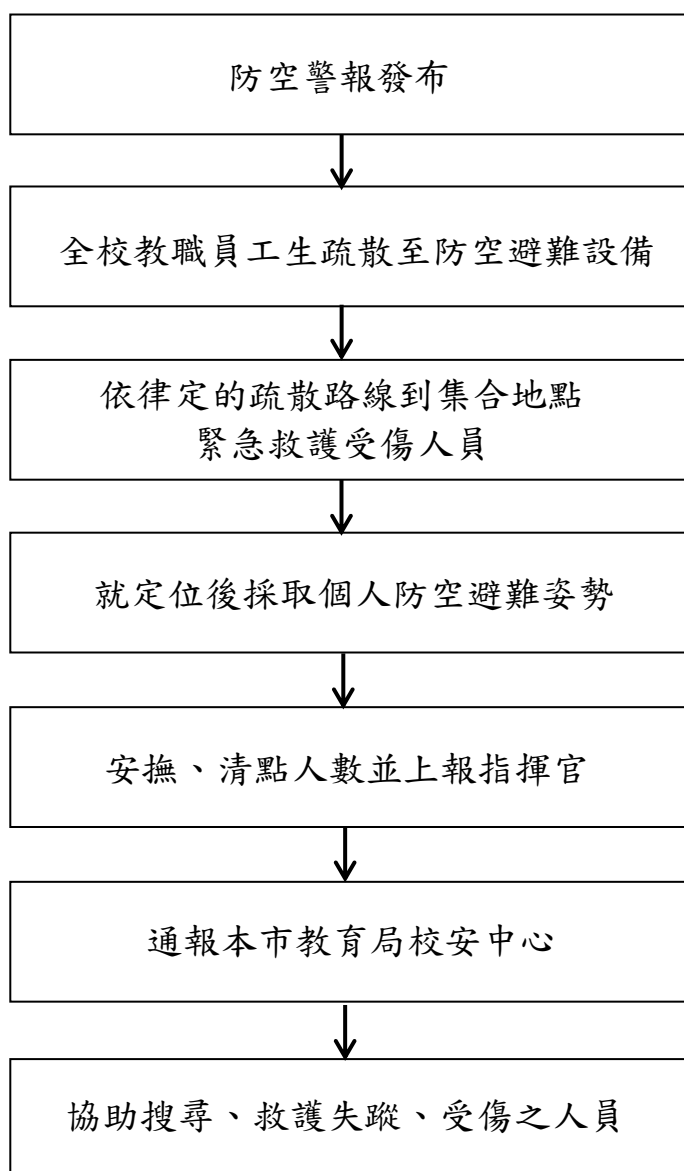 防空警報發布
全校教職員工生疏散至防空避難設備
依律定的疏散路線到集合地點
緊急救護受傷人員
就定位後採取個人防空避難姿勢
安撫、清點人數並上報指揮官
通報本市教育局校安中心
協助搜尋、救護失蹤、受傷之人員